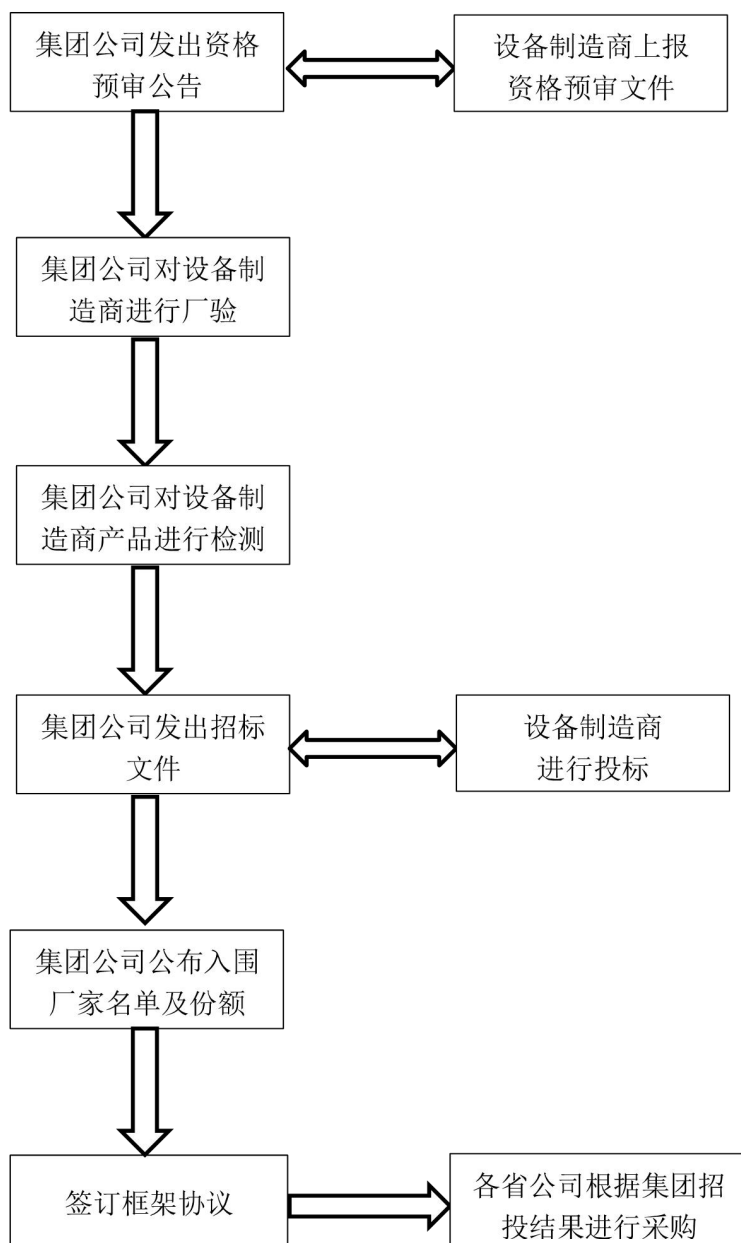 集团公司发出资格
预审公告
设备制造商上报
资格预审文件
集团公司对设备制
造商进行厂验
集团公司对设备制
造商产品进行检测
集团公司发出招标
文件
设备制造商
进行投标
集团公司公布入围
厂家名单及份额
签订框架协议
各省公司根据集团招
投结果进行采购